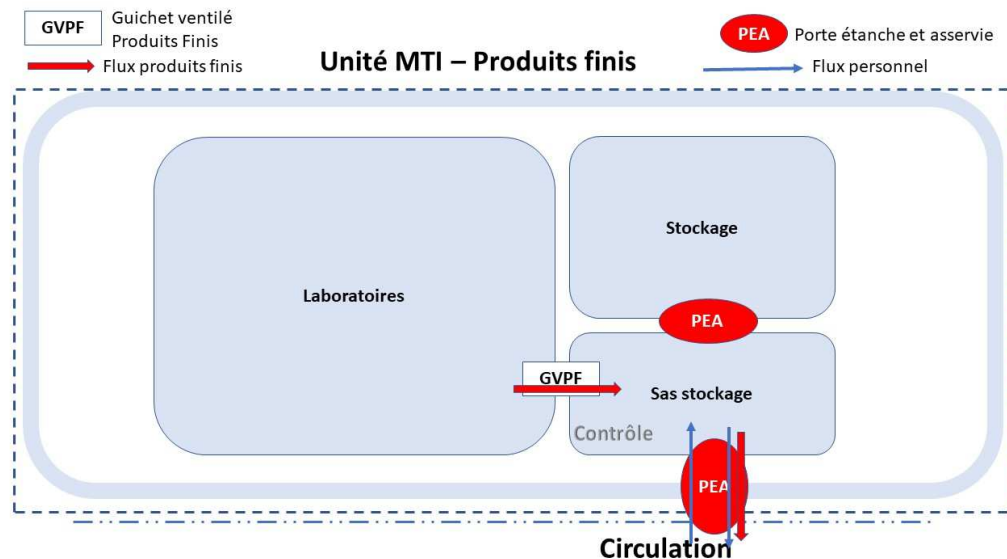 GVPF
Guichet ventilé
Produits Finis
Flux produits finis
Unité MTI – Produits finis
PEA
Porte étanche et asservie
Flux personnel
Laboratoires
Stockage
PEA
GVPF
Sas stockage
Contrôle
PEA
Circulation